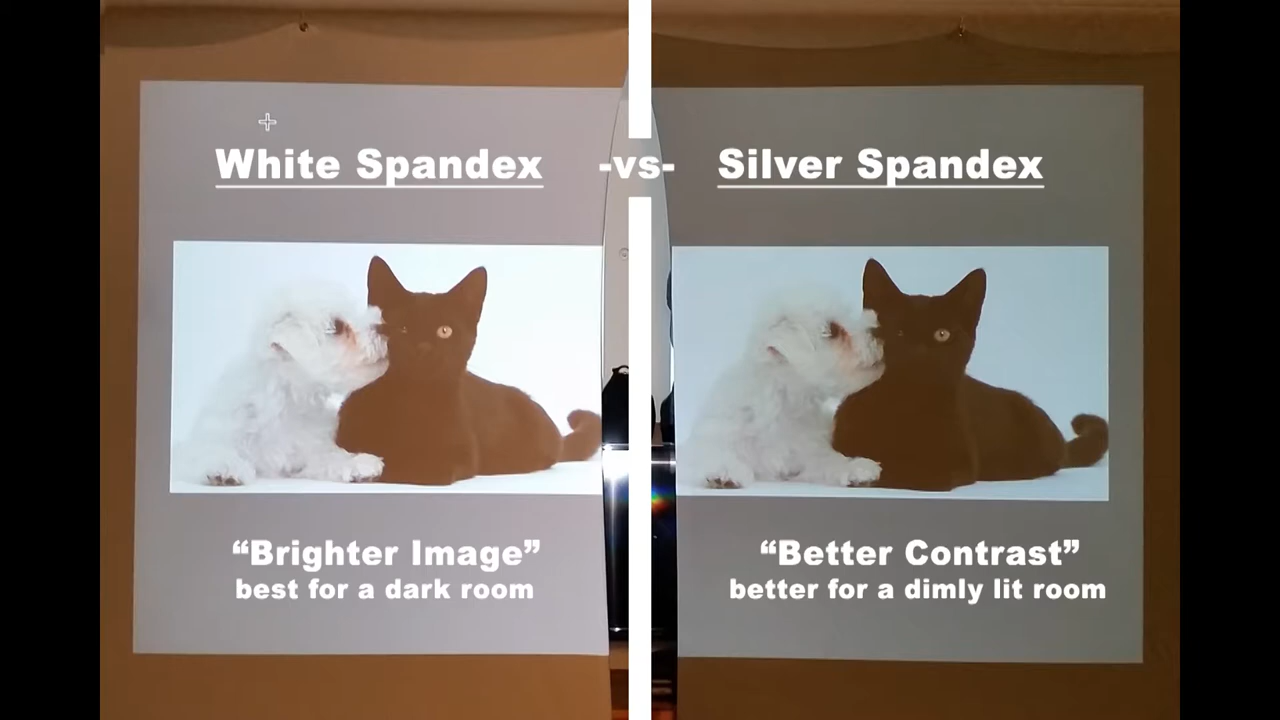 White Spandex -vs- Silver Spandex
“Brighter Image”
best for a dark room
“Better Contrast”
better for a dimly lit room